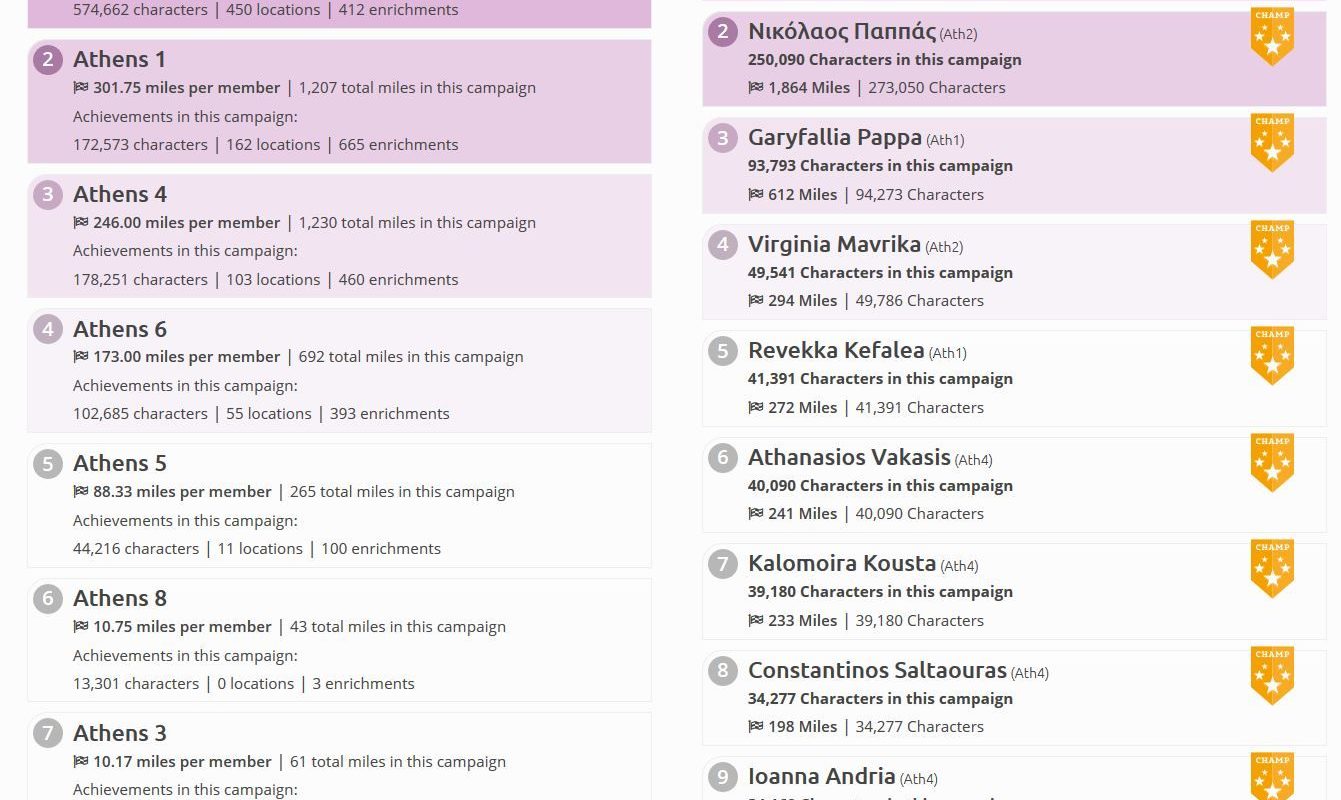 574,662 characters | 450 locations | 412 enrichments
2 Athens 1
301.75 miles per member | 1,207 total miles in this campaign
Achievements in this campaign:
172,573 characters | 162 locations | 665 enrichments
3 Athens 4
246.00 miles per member | 1,230 total miles in this campaign
Achievements in this campaign:
178,251 characters | 103 locations | 460 enrichments
4 Athens 6
173.00 miles per member | 692 total miles in this campaign
Achievements in this campaign:
102,685 characters | 55 locations | 393 enrichments
5 Athens 5
88.33 miles per member | 265 total miles in this campaign
Achievements in this campaign:
44,216 characters | 11 locations | 100 enrichments
6 Athens 8
10.75 miles per member | 43 total miles in this campaign
Achievements in this campaign:
13,301 characters | 0 locations | 3 enrichments
7 Athens 3
10.17 miles per member | 61 total miles in this campaign
Achievements in this campaign:
2 Νικόλαος Παππάς (Ath2)
CHAMP
250,090 Characters in this campaign
1,864 Miles | 273,050 Characters
3 Garyfallia Pappa (Ath1)
CHAMP
93,793 Characters in this campaign
612 Miles | 94,273 Characters
4 Virginia Mavrika (Ath2)
CHAMP
49,541 Characters in this campaign
294 Miles | 49,786 Characters
5 Revekka Kefalea (Ath1)
CHAMP
41,391 Characters in this campaign
272 Miles | 41,391 Characters
6 Athanasios Vakasis (Ath4)
CHAMP
40,090 Characters in this campaign
241 Miles | 40,090 Characters
7 Kalomoira Kousta (Ath4)
CHAMP
39,180 Characters in this campaign
233 Miles | 39,180 Characters
8 Constantinos Saltaouras (Ath4)
CHAMP
34,277 Characters in this campaign
198 Miles | 34,277 Characters
9 Ioanna Andria (Ath4)
CHAMP